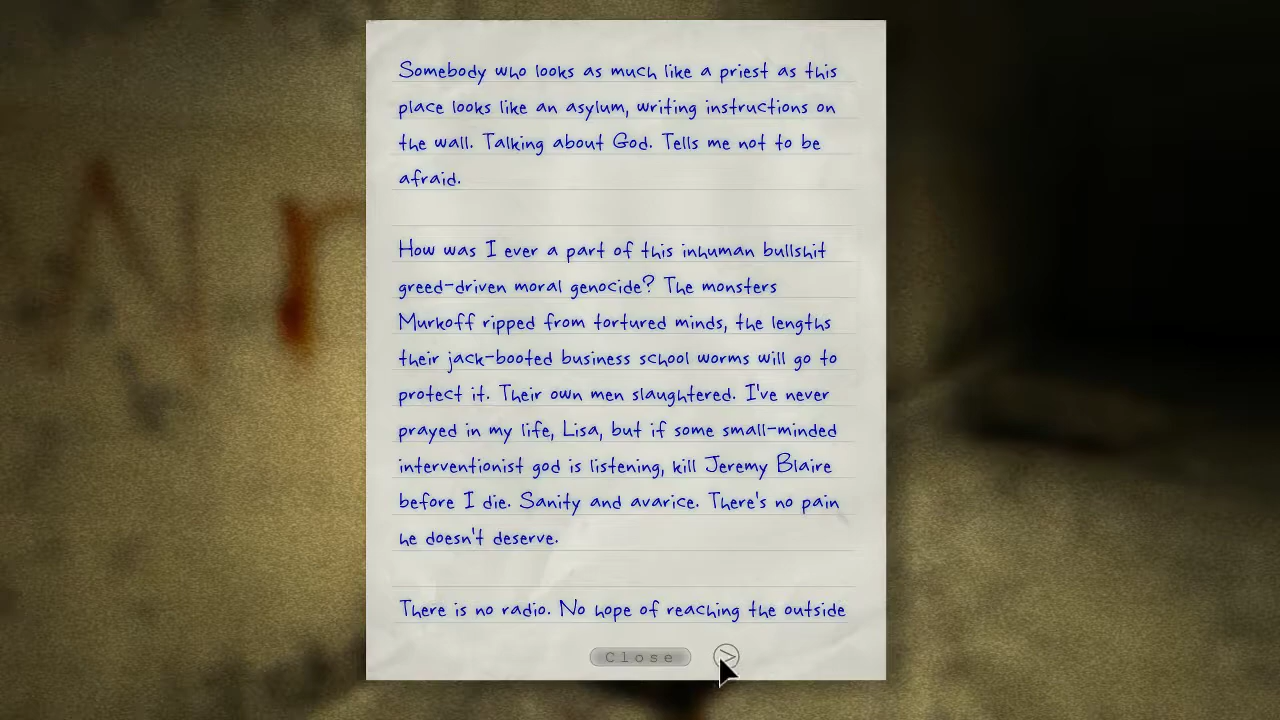 Somebody who looks as much like a priest as this
place looks like an asylum, writing instructions on
the wall. Talking about God. Tells me not to be
afraid.
How was I ever a part of this inhuman bullshit
greed-driven moral genocide? The monsters
Murkoff ripped from tortured minds, the lengths
their jack-booted business school worms will go to
protect it. Their own men slaughtered. I've never
prayed in my life, Lisa, but if some small-minded
interventionist god is listening, kill Jeremy Blaire
before I die. Sanity and avarice. There's no pain
he doesn't deserve.
There is no radio. No hope of reaching the outside
Close >